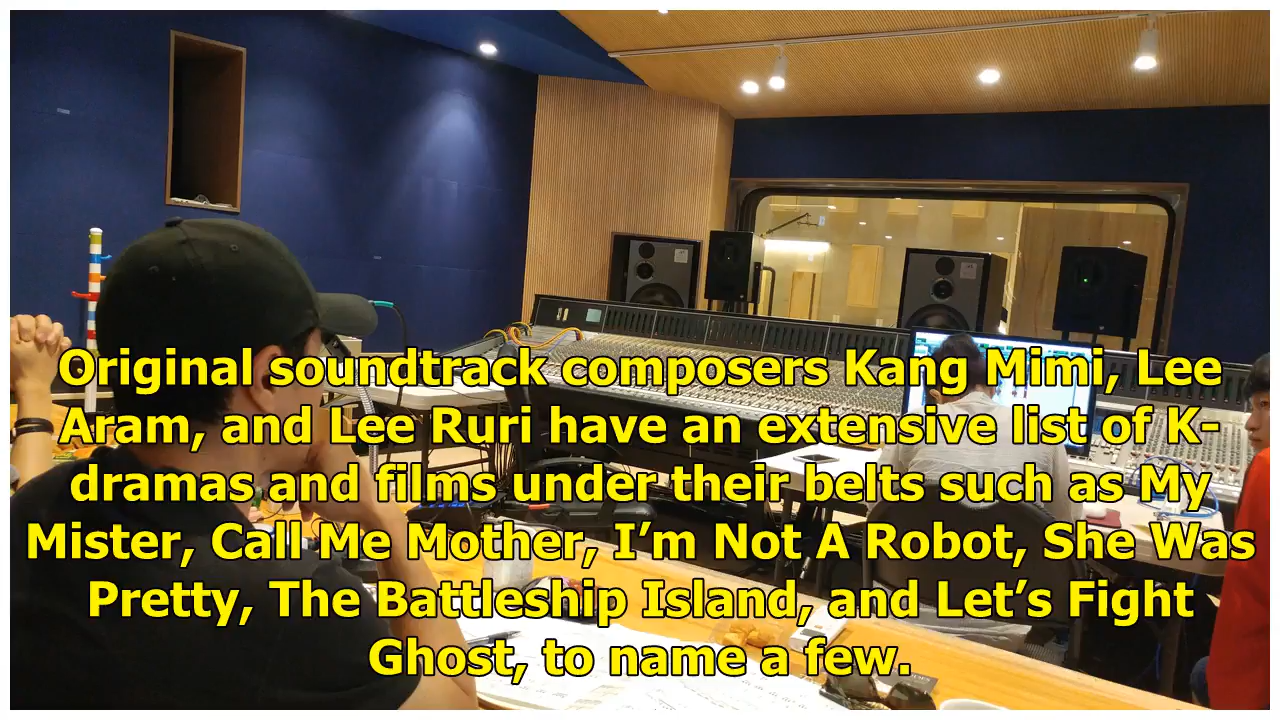 Original soundtrack composers Kang Mimi, Lee
Aram, and Lee Ruri have an extensive list of K-
dramas and films under their belts such as My
Mister, Call Me Mother, I’m Not A Robot, She Was
Pretty, The Battleship Island, and Let’s Fight
Ghost, to name a few.